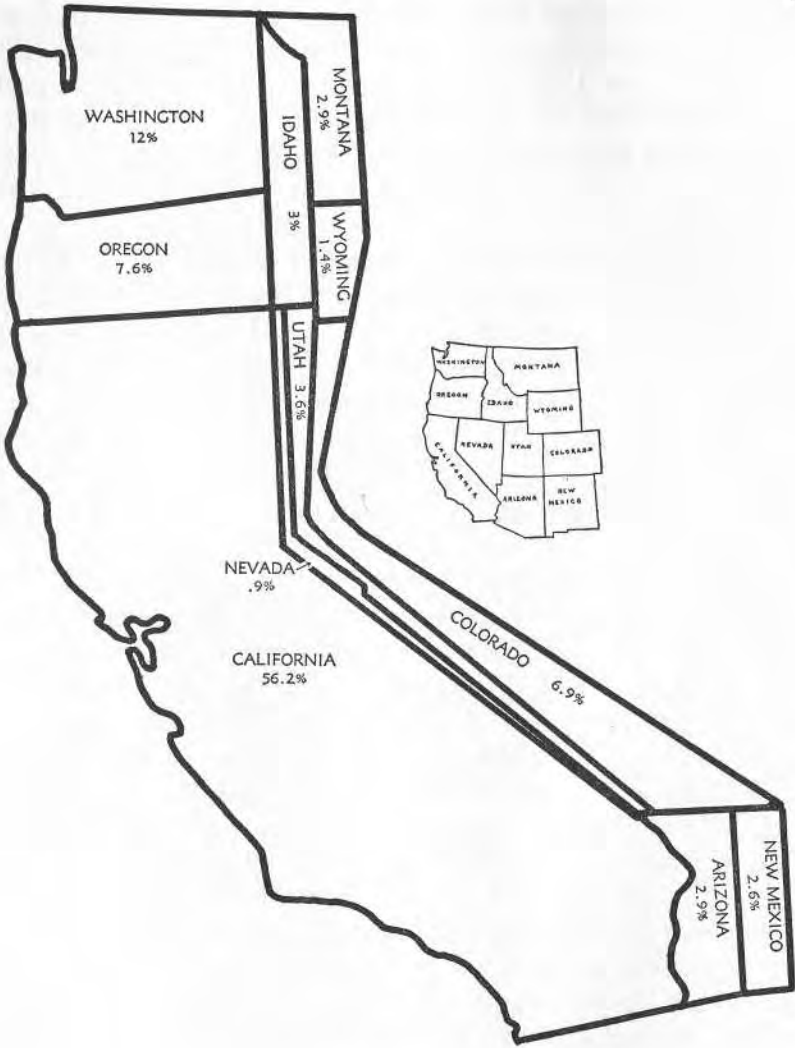 WASHINGTON
12%
IDAHO 3%
MONTANA
2.9%
OREGON
7.6%
WYOMING
1.4%
UTAH 3.6%
NEVADA
.9%
CALIFORNIA
56.2%
COLORADO 6.9%
ARIZONA
2.9%
NEW MEXICO
2.6%
WASHINGTON
MONTANA
OREGON
IDAHO
WYOMING
NEVADA
UTAH
COLORADO
CALIFORNIA
ARIZONA
NEW
MEXICO